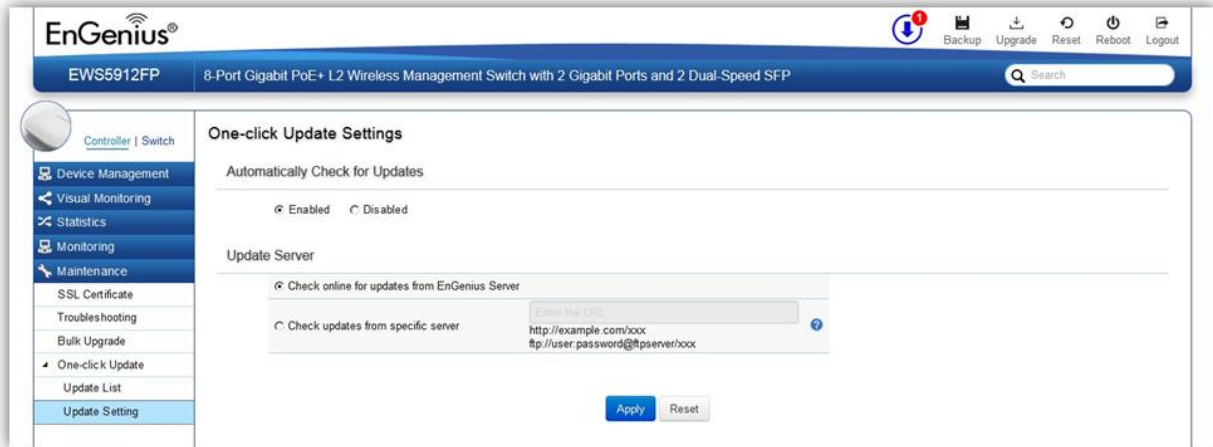 EnGenius®
1
Backup Upgrade Reset Reboot Logout
EWS5912FP
8-Port Gigabit PoE+ L2 Wireless Management Switch with 2 Gigabit Ports and 2 Dual-Speed SFP
Search
Controller | Switch
Device Management
Visual Monitoring
Statistics
Monitoring
Maintenance
SSL Certificate
Troubleshooting
Bulk Upgrade
One-click Update
Update List
Update Setting
One-click Update Settings
Automatically Check for Updates
Enabled Disabled
Update Server
Check online for updates from EnGenius Server
Check updates from specific server
Enter the URL
http://example.com/xxx
ftp://user:password@ftpserver/xxx
?
Apply Reset